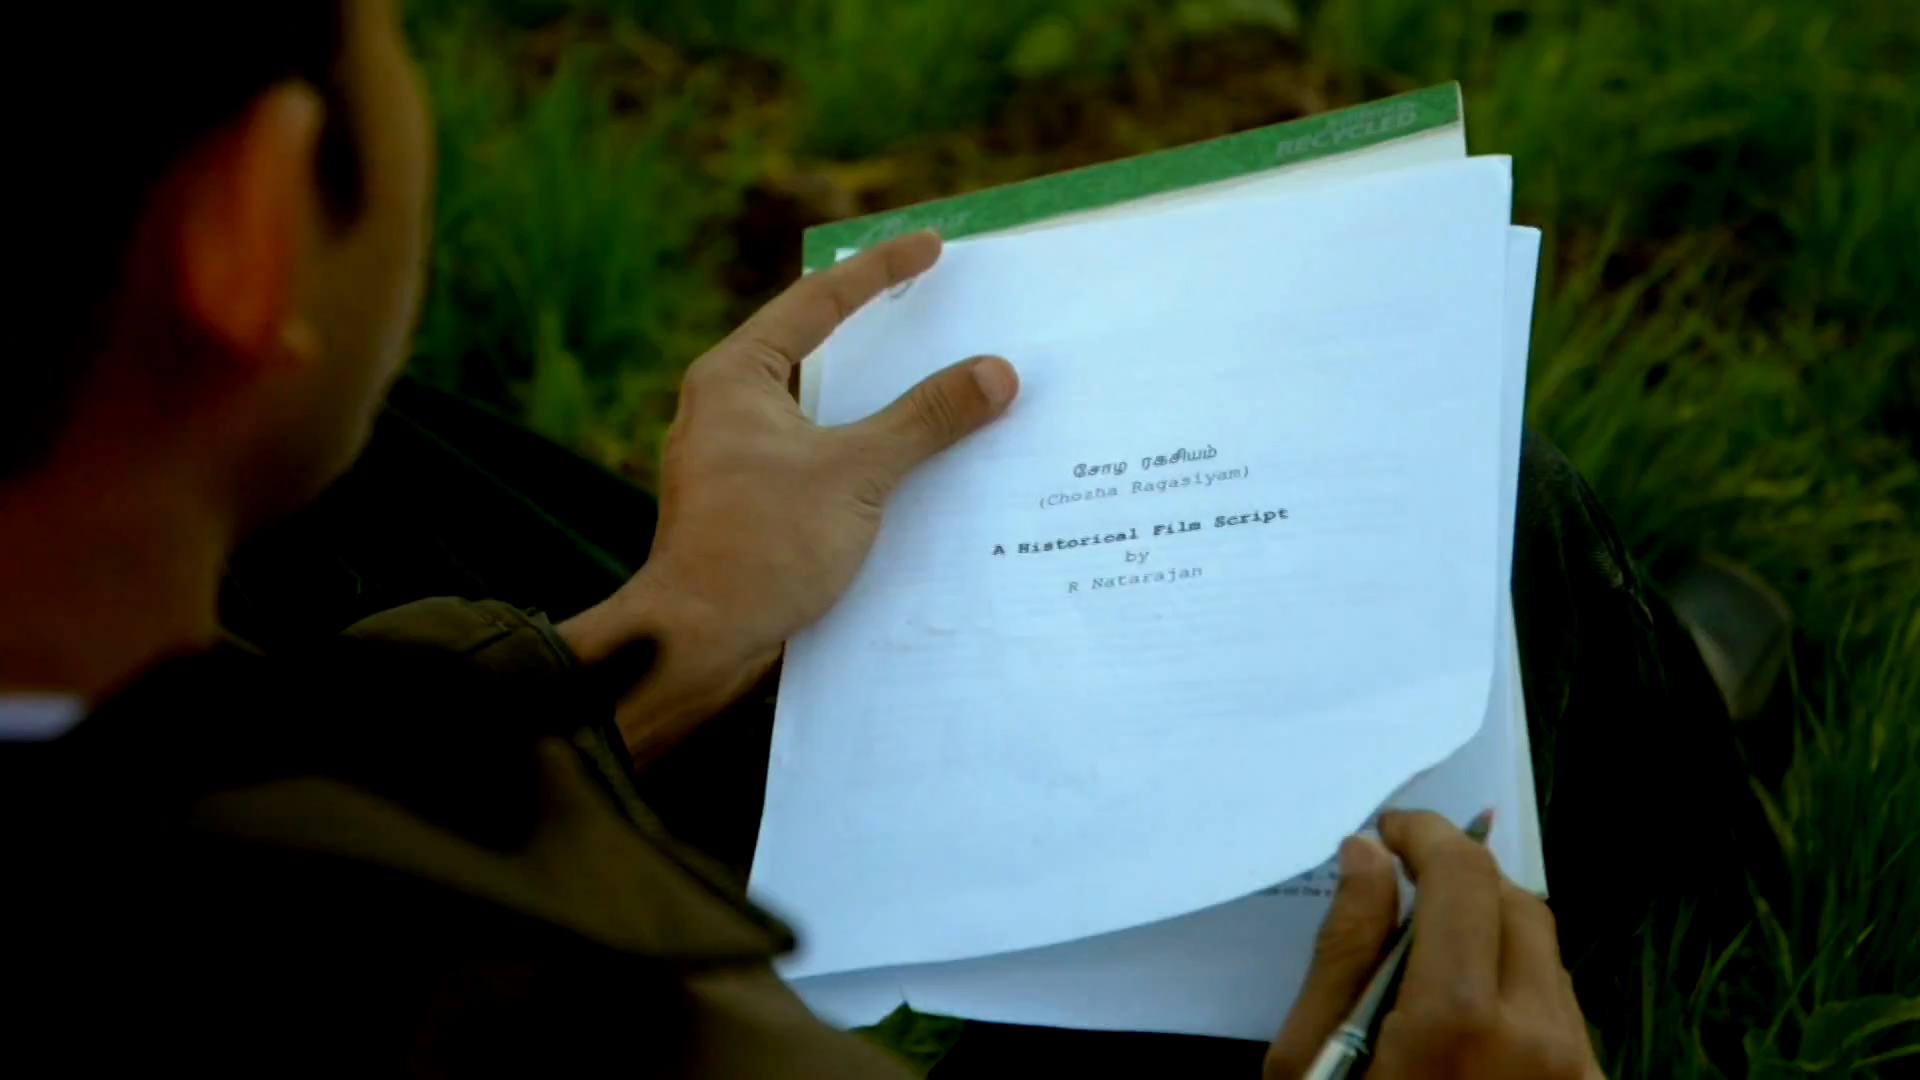 RECYCLED
சோழ ரகசியம்
(Chozha Ragasiyam)
A Historical Film Script
by
R Natarajan